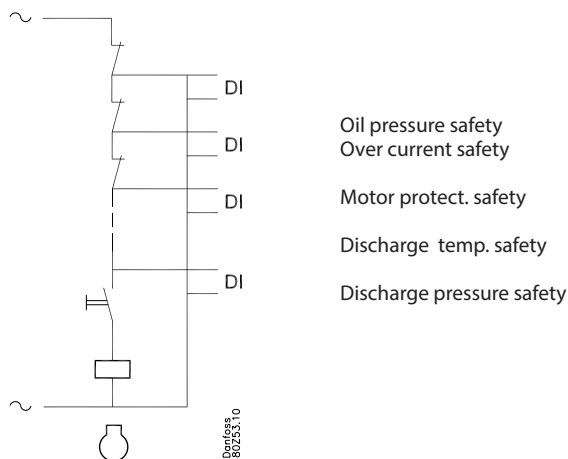 DI
DI
DI
DI
Oil pressure safety
Over current safety
Motor protect. safety
Discharge temp. safety
Discharge pressure safety
Danfoss
80Z53.10